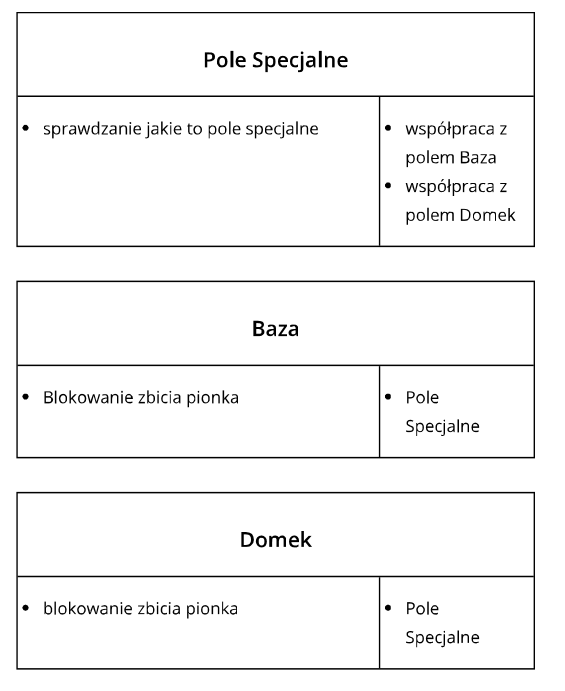 Pole Specjalne
• sprawdzanie jakie to pole specjalne
• współpraca z
polem Baza
• współpraca z
polem Domek
Baza
• Blokowanie zbicia pionka
• Pole
Specjalne
Domek
• blokowanie zbicia pionka
• Pole
Specjalne